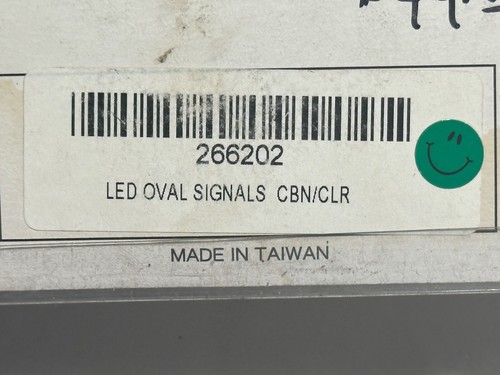 266202
LED OVAL SIGNALS CBN/CLR
MADE IN TAIWAN